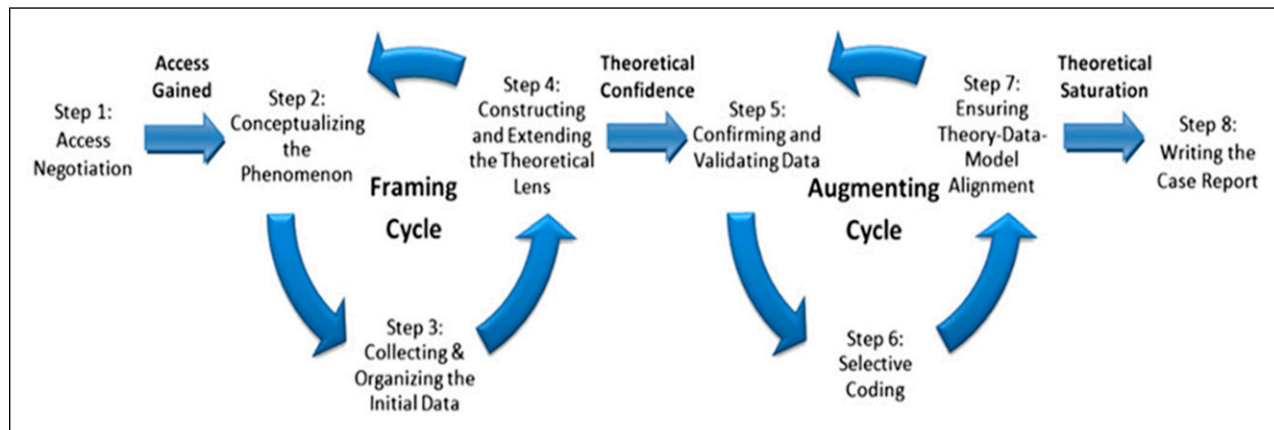 Step 1:
Access
Negotiation
Access
Gained
Step 2:
Conceptualizing
the
Phenomenon
Framing
Cycle
Step 3:
Collecting &
Organizing the
Initial Data
Step 4:
Constructing
and Extending
the Theoretical
Lens
Theoretical
Confidence
Step 5:
Confirming and
Validating Data
Augmenting
Cycle
Step 6:
Selective
Coding
Step 7:
Ensuring
Theory-Data-
Model
Alignment
Theoretical
Saturation
Step 8:
Writing the
Case Report